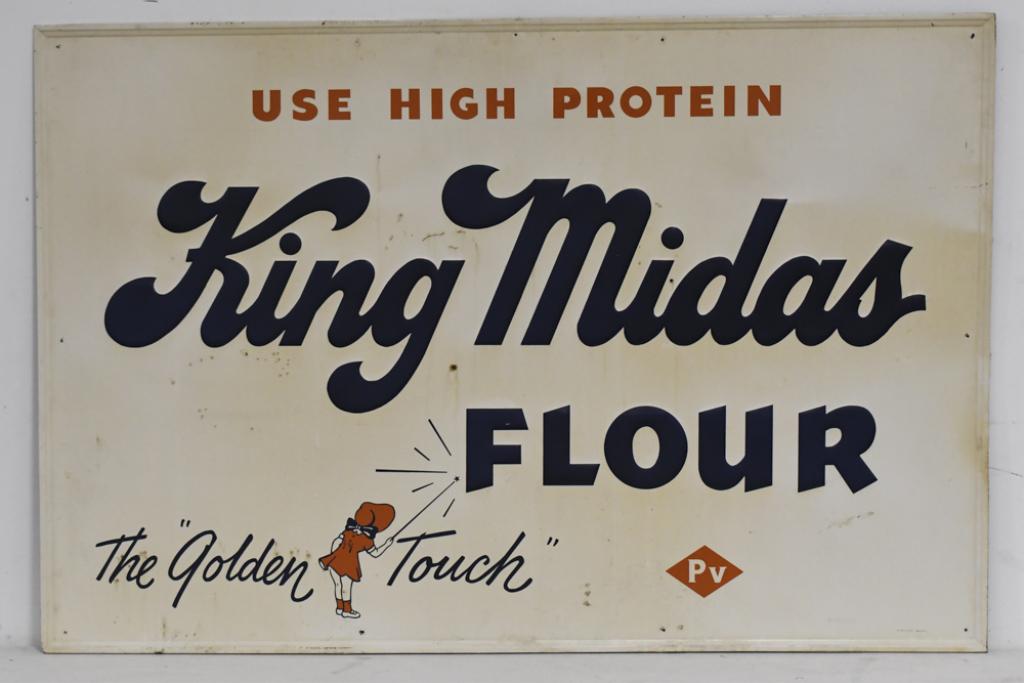 USE HIGH PROTEIN
King Midas
FLOUR
The "Golden Touch"
Pv